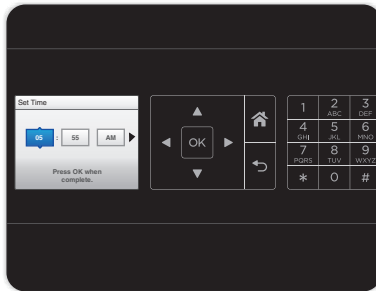 Set Time
05 : 55 AM
Press OK when
complete.
OK
1 2 3
ABC DEF
4 5 6
GHI JKL MNO
7 8 9
PQRS TUV WXYZ
* 0 #